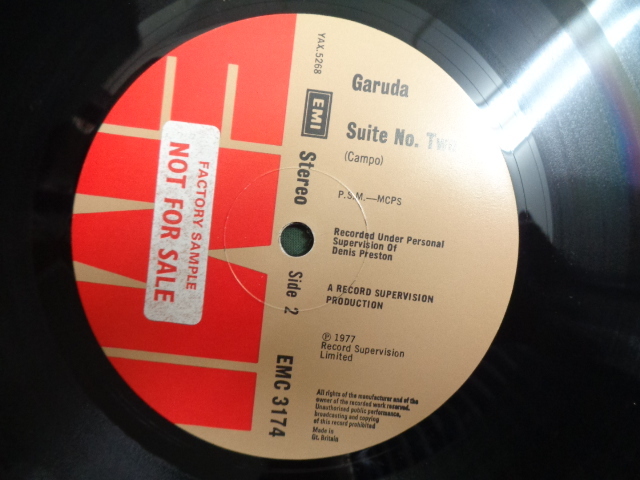 Garuda
Suite No. Two
(Campo)
P.S.M.—MCPS
Recorded Under Personal
Supervision Of
Denis Preston
A RECORD SUPERVISION
PRODUCTION
℗ 1977
Record Supervision
Limited
All rights of the manufacturer and of the
owner of the recorded work reserved.
Unauthorised public performance,
broadcasting and copying
of this record prohibited
Made in
Gt. Britain
YAX.5268
EMI
Stereo
Side 2
EMC 3174
FACTORY SAMPLE
NOT FOR SALE